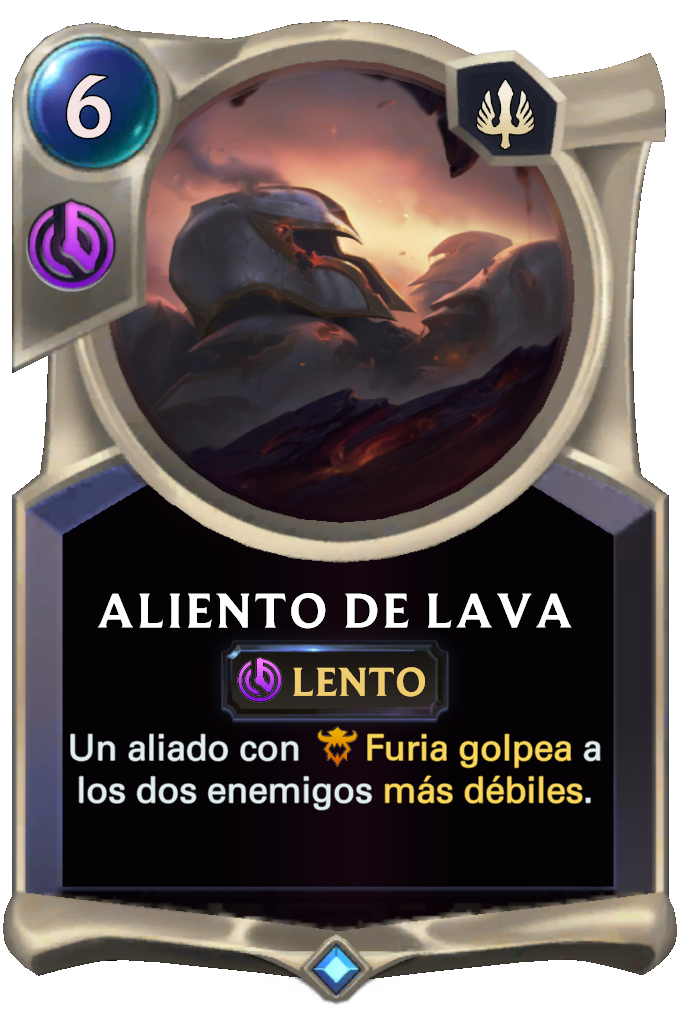 6
ALIENTO DE LAVA
LENTO
Un aliado con Furia golpea a
los dos enemigos más débiles.